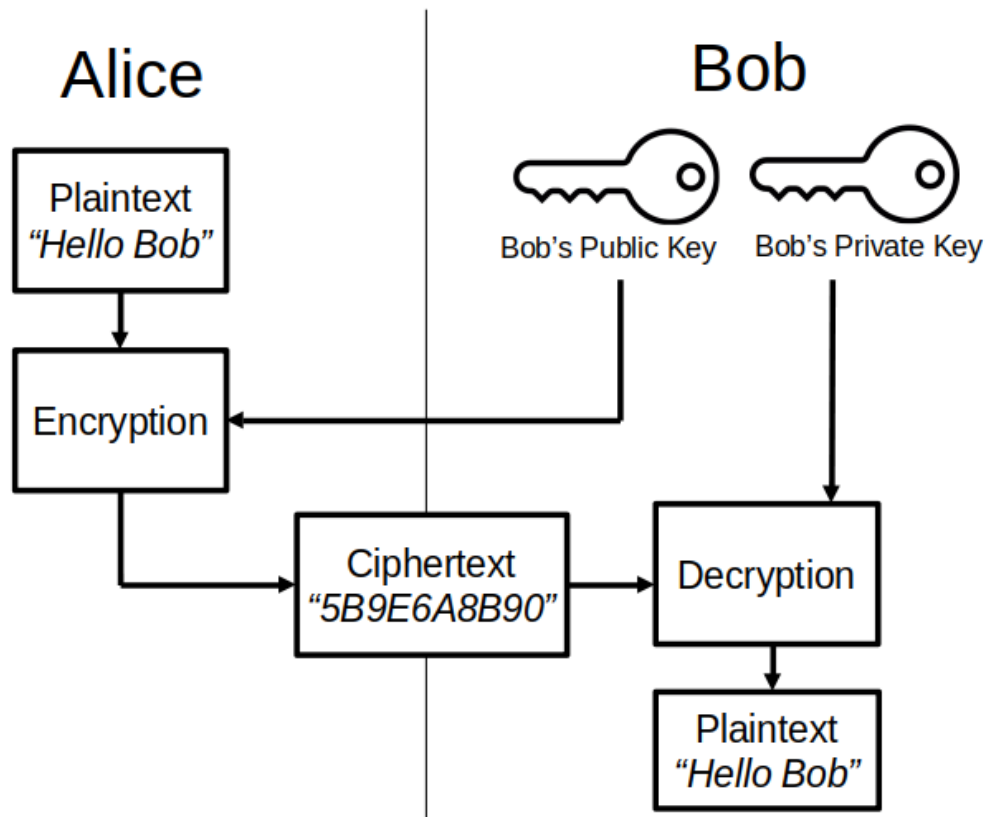 Alice
Bob
Plaintext
“Hello Bob”
Bob’s Public Key
Bob’s Private Key
Encryption
Ciphertext
“5B9E6A8B90”
Decryption
Plaintext
“Hello Bob”